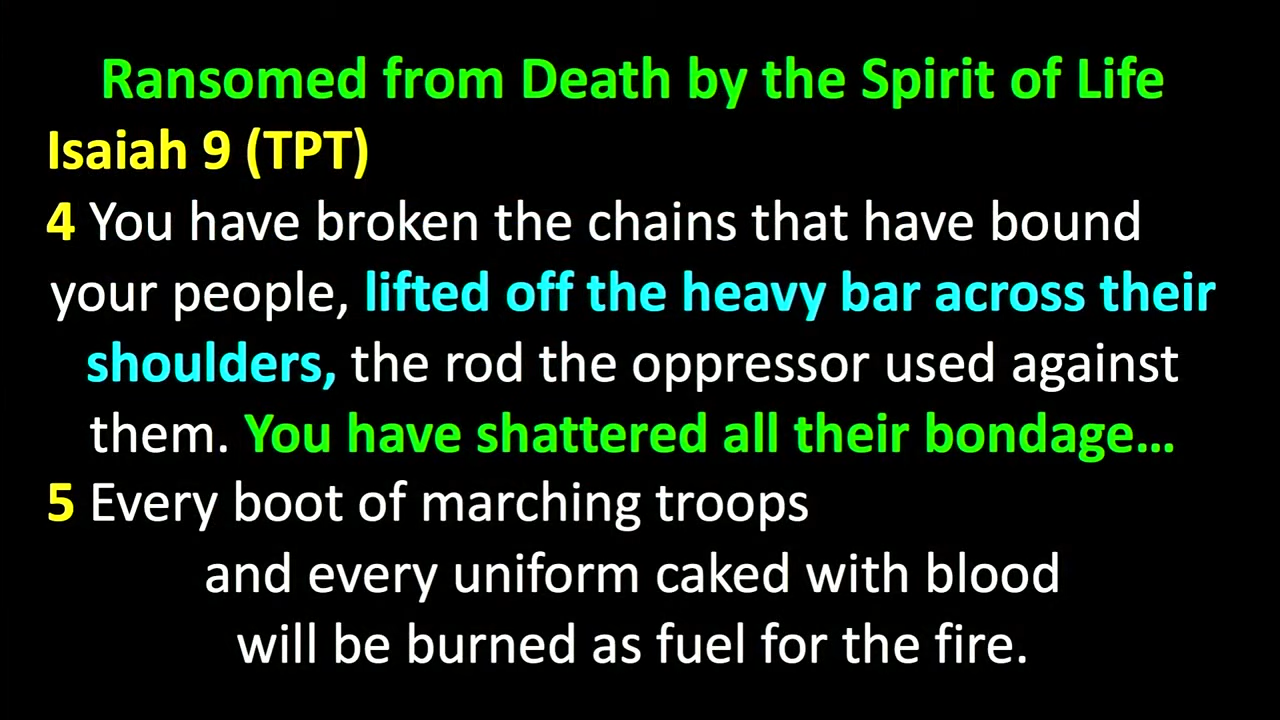 Ransomed from Death by the Spirit of Life
Isaiah 9 (TPT)
4 You have broken the chains that have bound
your people, lifted off the heavy bar across their
shoulders, the rod the oppressor used against
them. You have shattered all their bondage…
5 Every boot of marching troops
and every uniform caked with blood
will be burned as fuel for the fire.